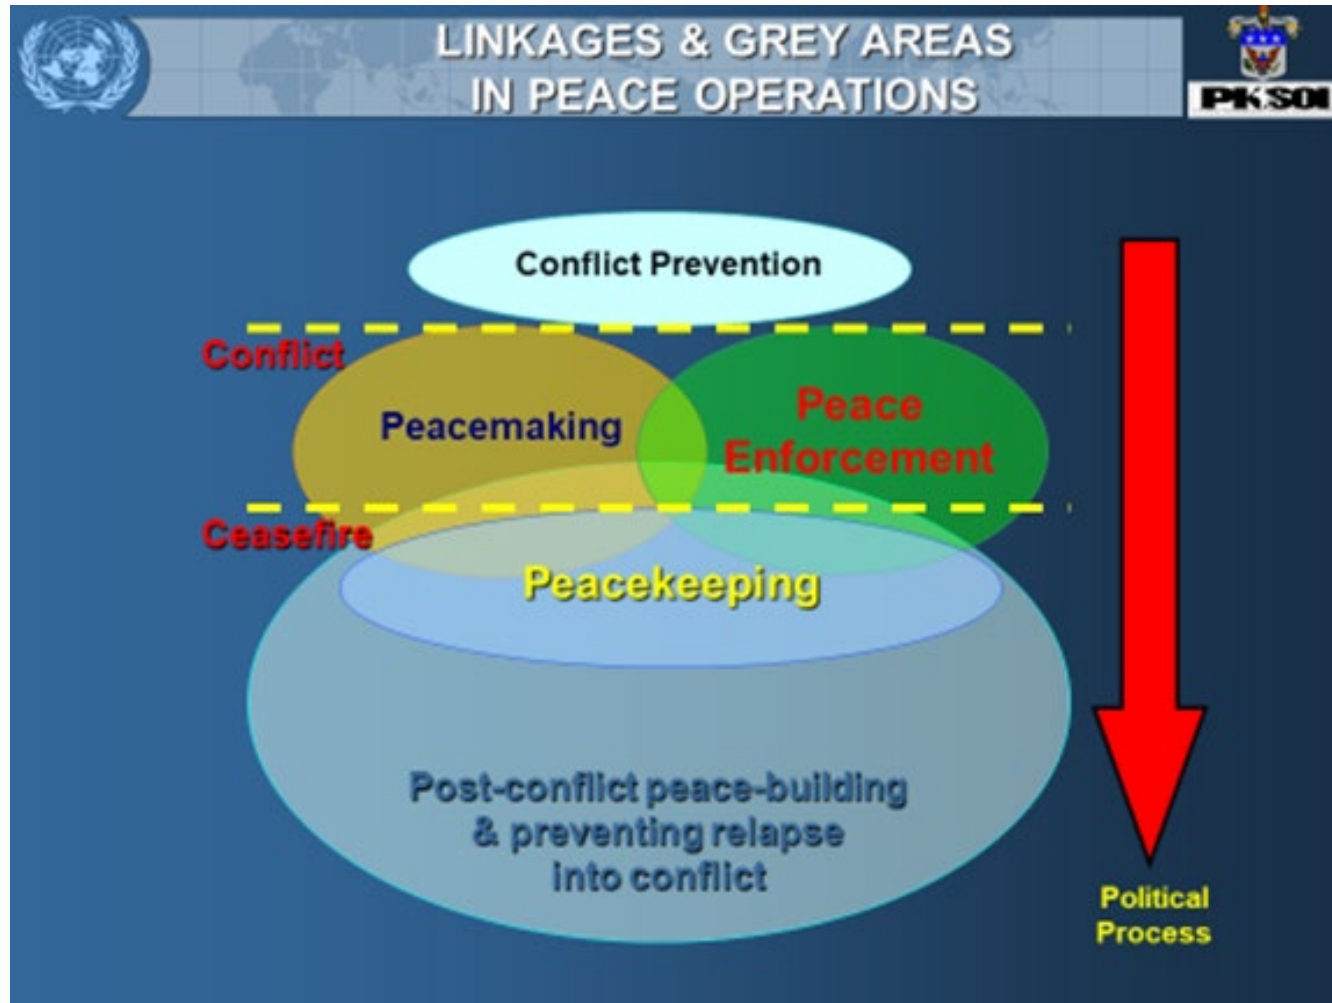 LINKAGES & GREY AREAS
IN PEACE OPERATIONS
PKSOI
Conflict Prevention
Conflict
Peacemaking
Peace
Enforcement
Ceasefire
Peacekeeping
Post-conflict peace-building
& preventing relapse
into conflict
Political
Process